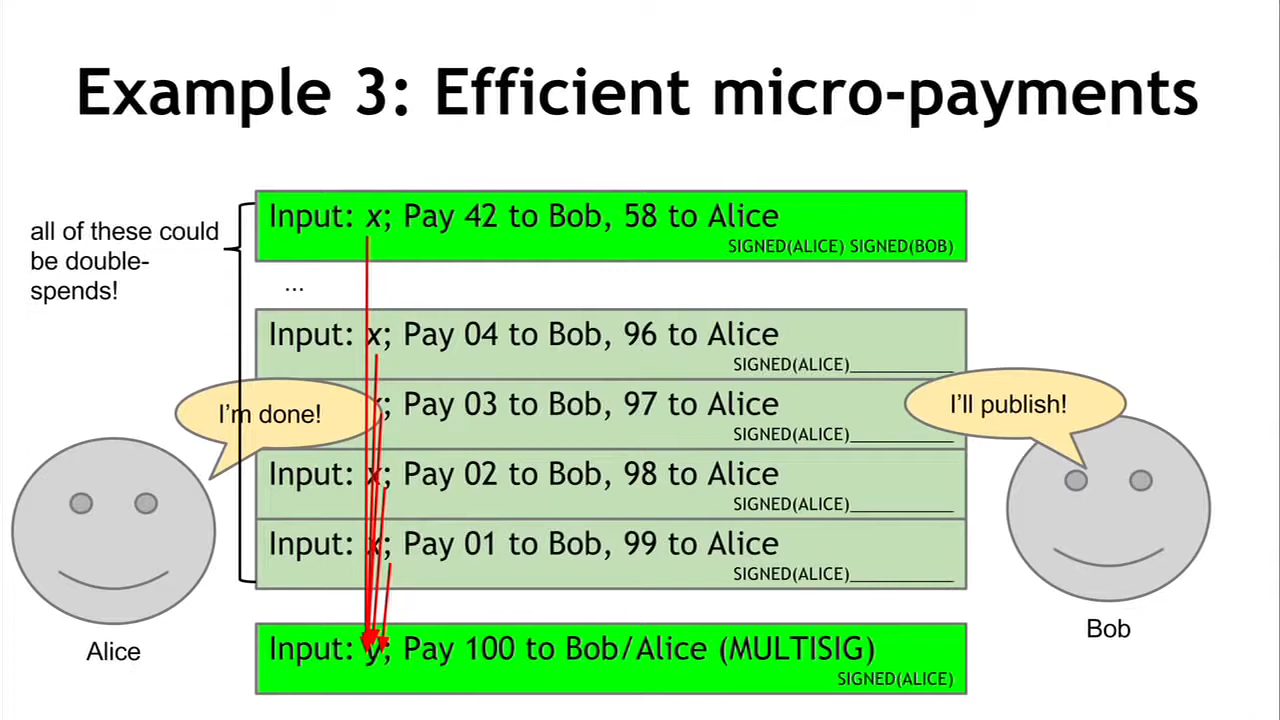 Example 3: Efficient micro-payments
all of these could
be double-
spends!
Input: x; Pay 42 to Bob, 58 to Alice
SIGNED(ALICE) SIGNED(BOB)
...
Input: x; Pay 04 to Bob, 96 to Alice
SIGNED(ALICE)___________
x; Pay 03 to Bob, 97 to Alice
SIGNED(ALICE)___________
Input: x; Pay 02 to Bob, 98 to Alice
SIGNED(ALICE)___________
Input: x; Pay 01 to Bob, 99 to Alice
SIGNED(ALICE)___________
Input: y; Pay 100 to Bob/Alice (MULTISIG)
SIGNED(ALICE)
I'm done!
I'll publish!
Alice
Bob